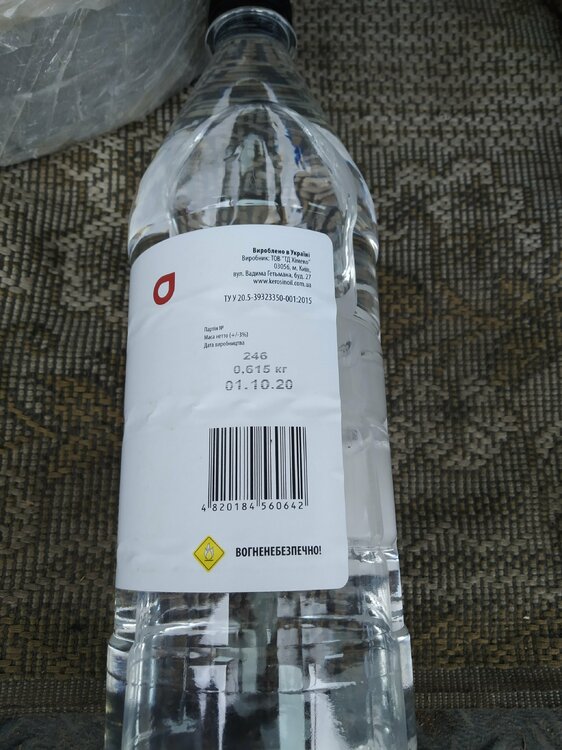 Вироблено в Україні
Виробник: ТОВ "ТД Хімеко"
03056, м. Київ,
вул. Вадима Гетьмана, буд. 27
www.kerosinoil.com.ua
ТУ У 20.5-39323350-001:2015
Партія №
Маса нетто (+/-3%)
Дата виробництва
246
0.615 кг
01.10.20
4 820184 560642
ВОГНЕНЕБЕЗПЕЧНО!